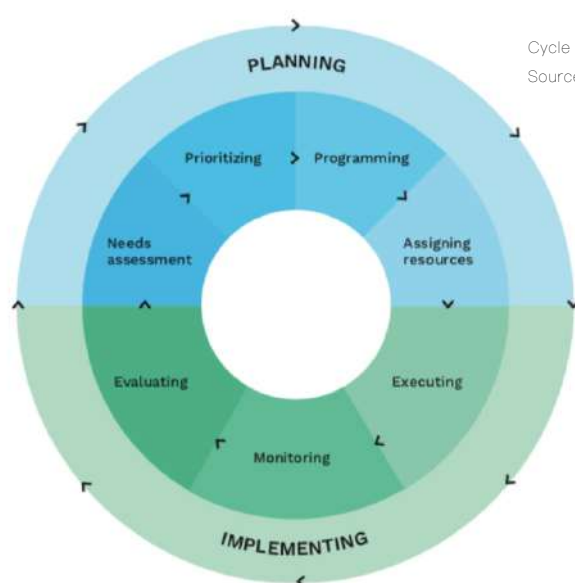 PLANNING
Cycle
Source
Prioritizing
Programming
Needs
assessment
Assigning
resources
Evaluating
Executing
Monitoring
IMPLEMENTING